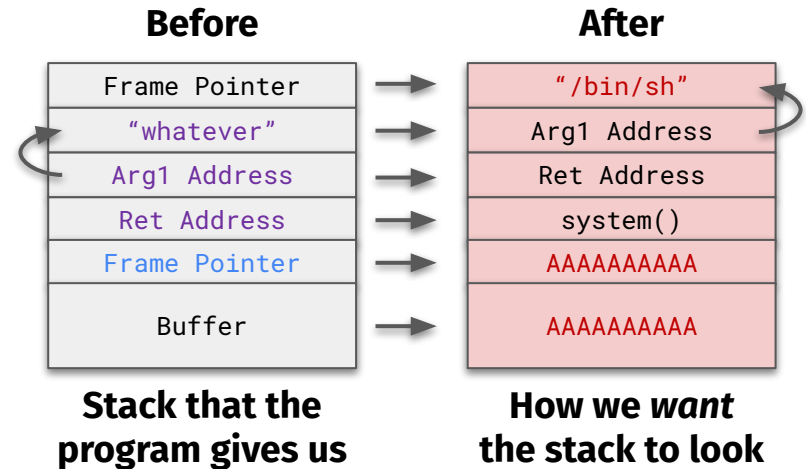 Before
Frame Pointer
“whatever”
Arg1 Address
Ret Address
Frame Pointer
Buffer
Stack that the
program gives us
After
“/bin/sh”
Arg1 Address
Ret Address
system()
AAAAAAAAAA
AAAAAAAAAA
How we want
the stack to look